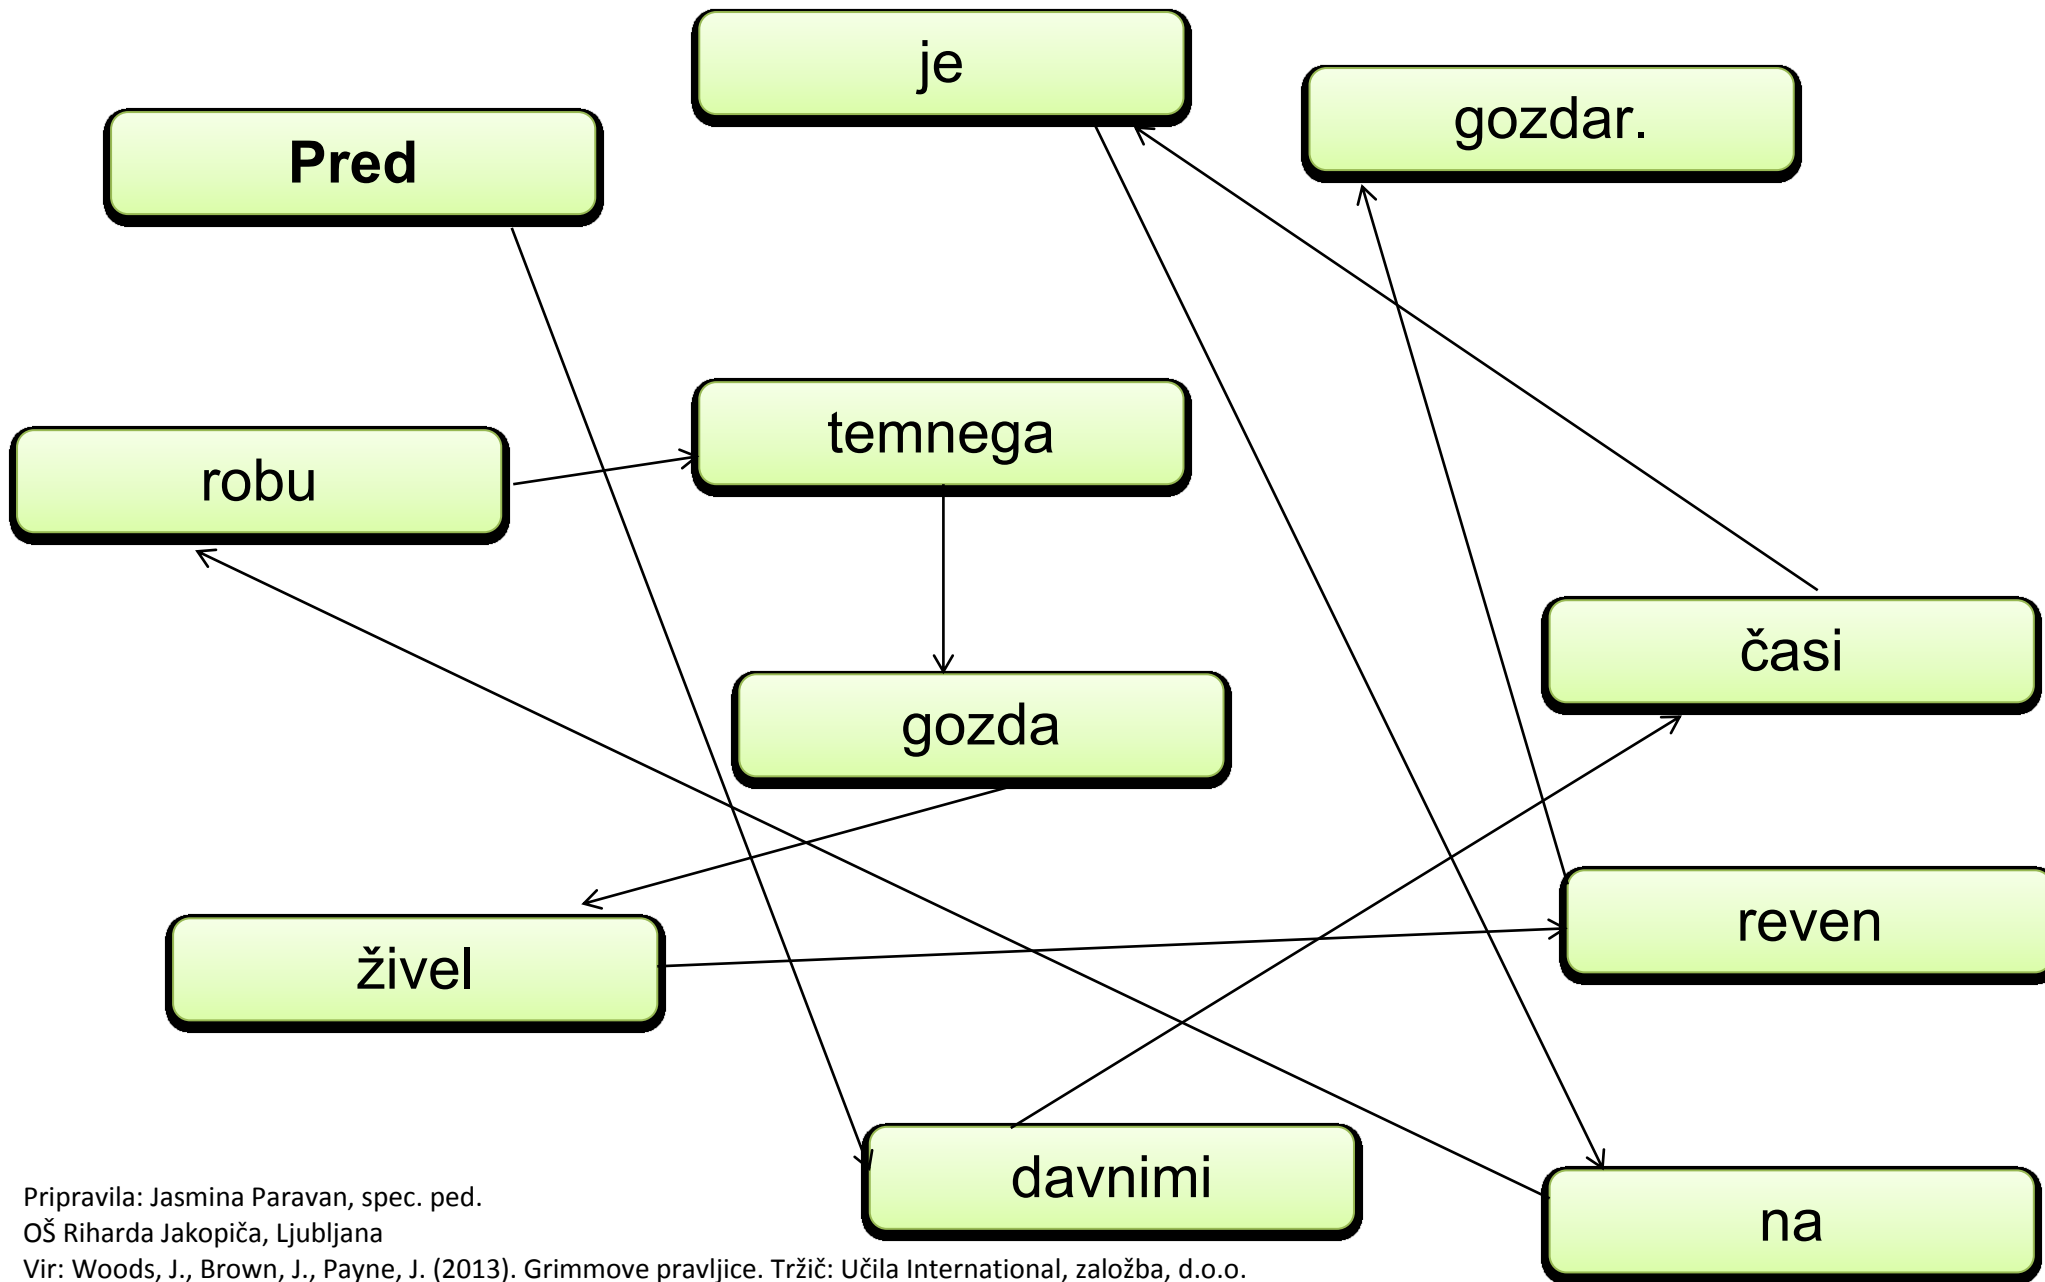 je
gozdar.
Pred
temnega
robu
časi
gozda
reven
živel
davnimi
na
Pripravila: Jasmina Paravan, spec. ped.
OŠ Riharda Jakopiča, Ljubljana
Vir: Woods, J., Brown, J., Payne, J. (2013). Grimmove pravljice. Tržič: Učila International, založba, d.o.o.